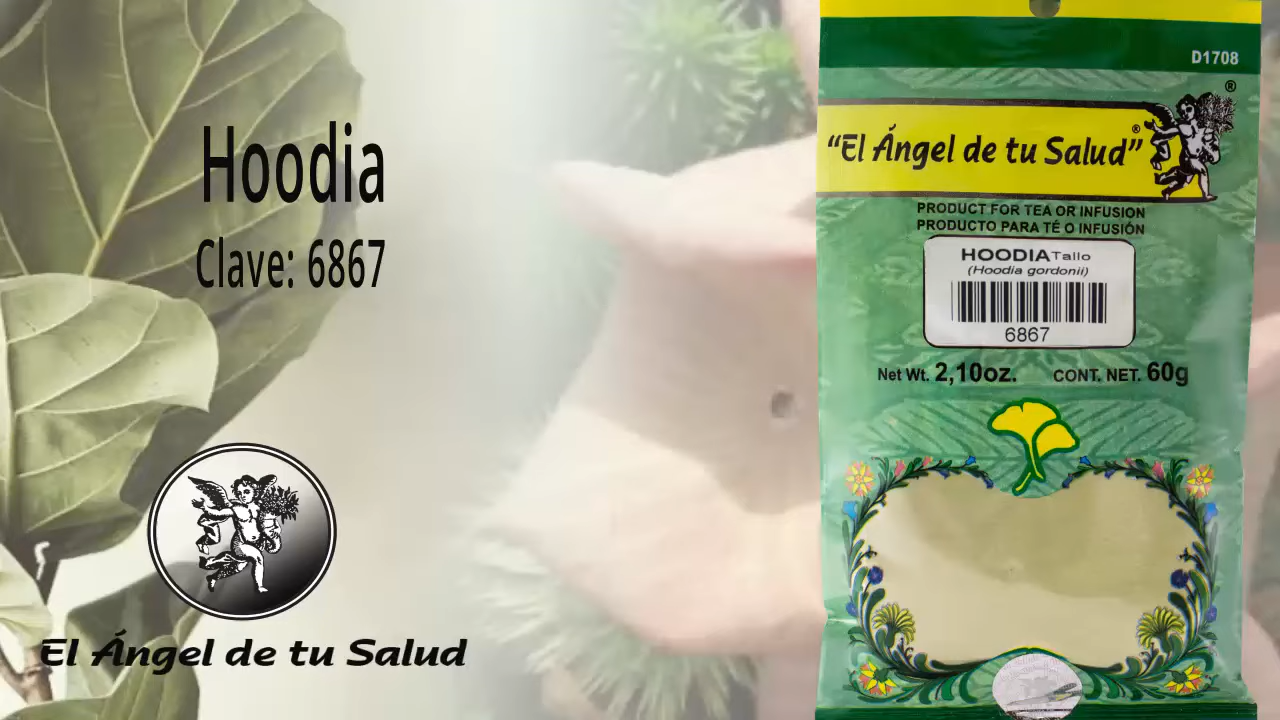 Hoodia
Clave: 6867
El Ángel de tu Salud
D1708
®
“El Ángel de tu Salud”®
PRODUCT FOR TEA OR INFUSION
PRODUCTO PARA TÉ O INFUSIÓN
HOODIA Tallo
(Hoodia gordonii)
6867
Net Wt. 2,10oz. CONT. NET. 60g